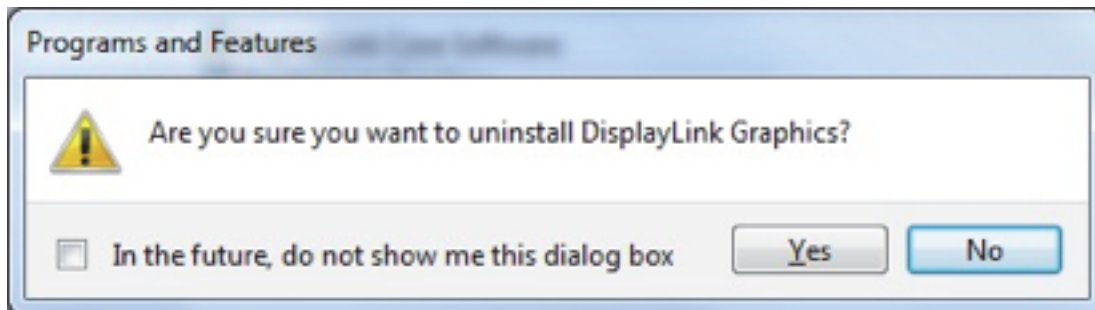 Programs and Features
Are you sure you want to uninstall DisplayLink Graphics?
In the future, do not show me this dialog box
Yes
No